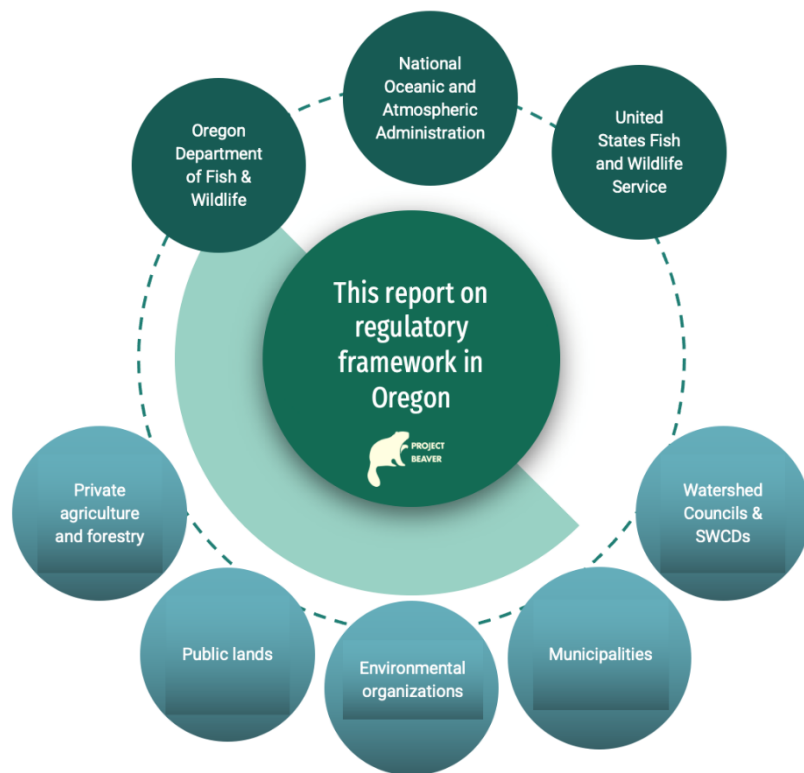 National
Oceanic and
Atmospheric
Administration
Oregon
Department
of Fish &
Wildlife
United
States Fish
and Wildlife
Service
This report on
regulatory
framework in
Oregon
PROJECT
BEAVER
Private
agriculture
and forestry
Watershed
Councils &
SWCDs
Public lands
Environmental
organizations
Municipalities